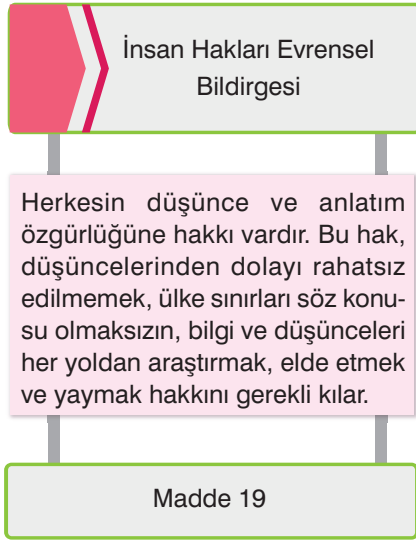 İnsan Hakları Evrensel
Bildirgesi
Herkesin düşünce ve anlatım
özgürlüğüne hakkı vardır. Bu hak,
düşüncelerinden dolayı rahatsız
edilmemek, ülke sınırları söz konu-
su olmaksızın, bilgi ve düşünceleri
her yoldan araştırmak, elde etmek
ve yaymak hakkını gerekli kılar.
Madde 19